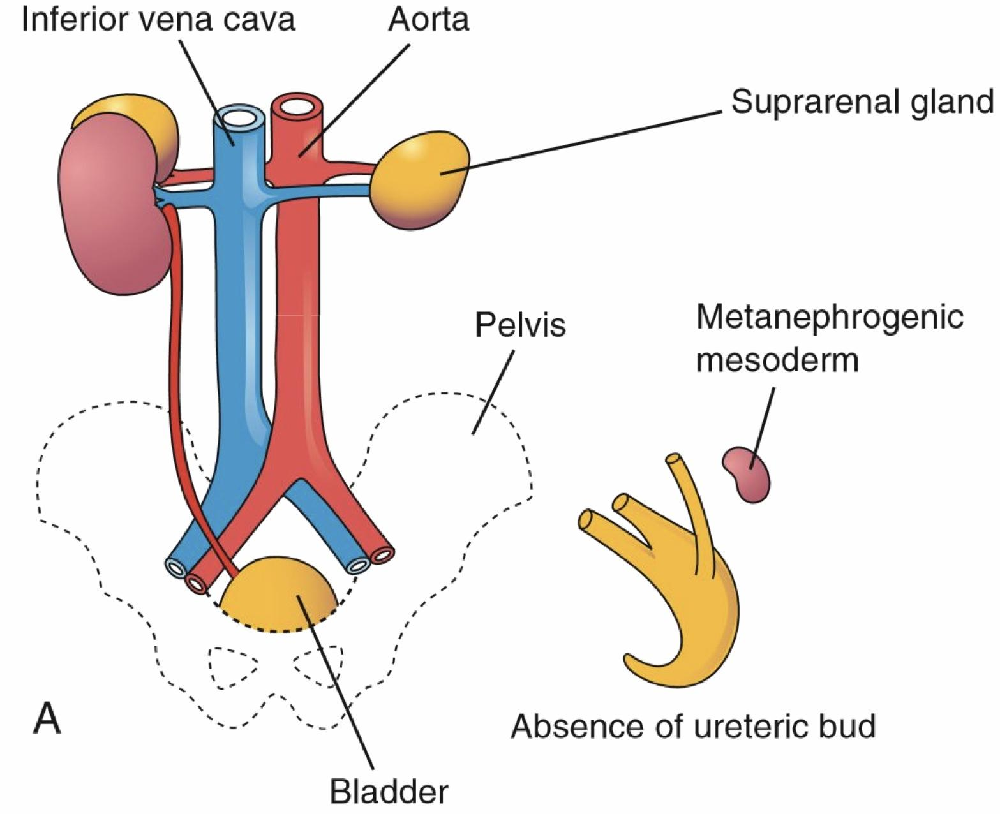 Inferior vena cava
Aorta
Suprarenal gland
Pelvis
Metanephrogenic
mesoderm
A
Absence of ureteric bud
Bladder